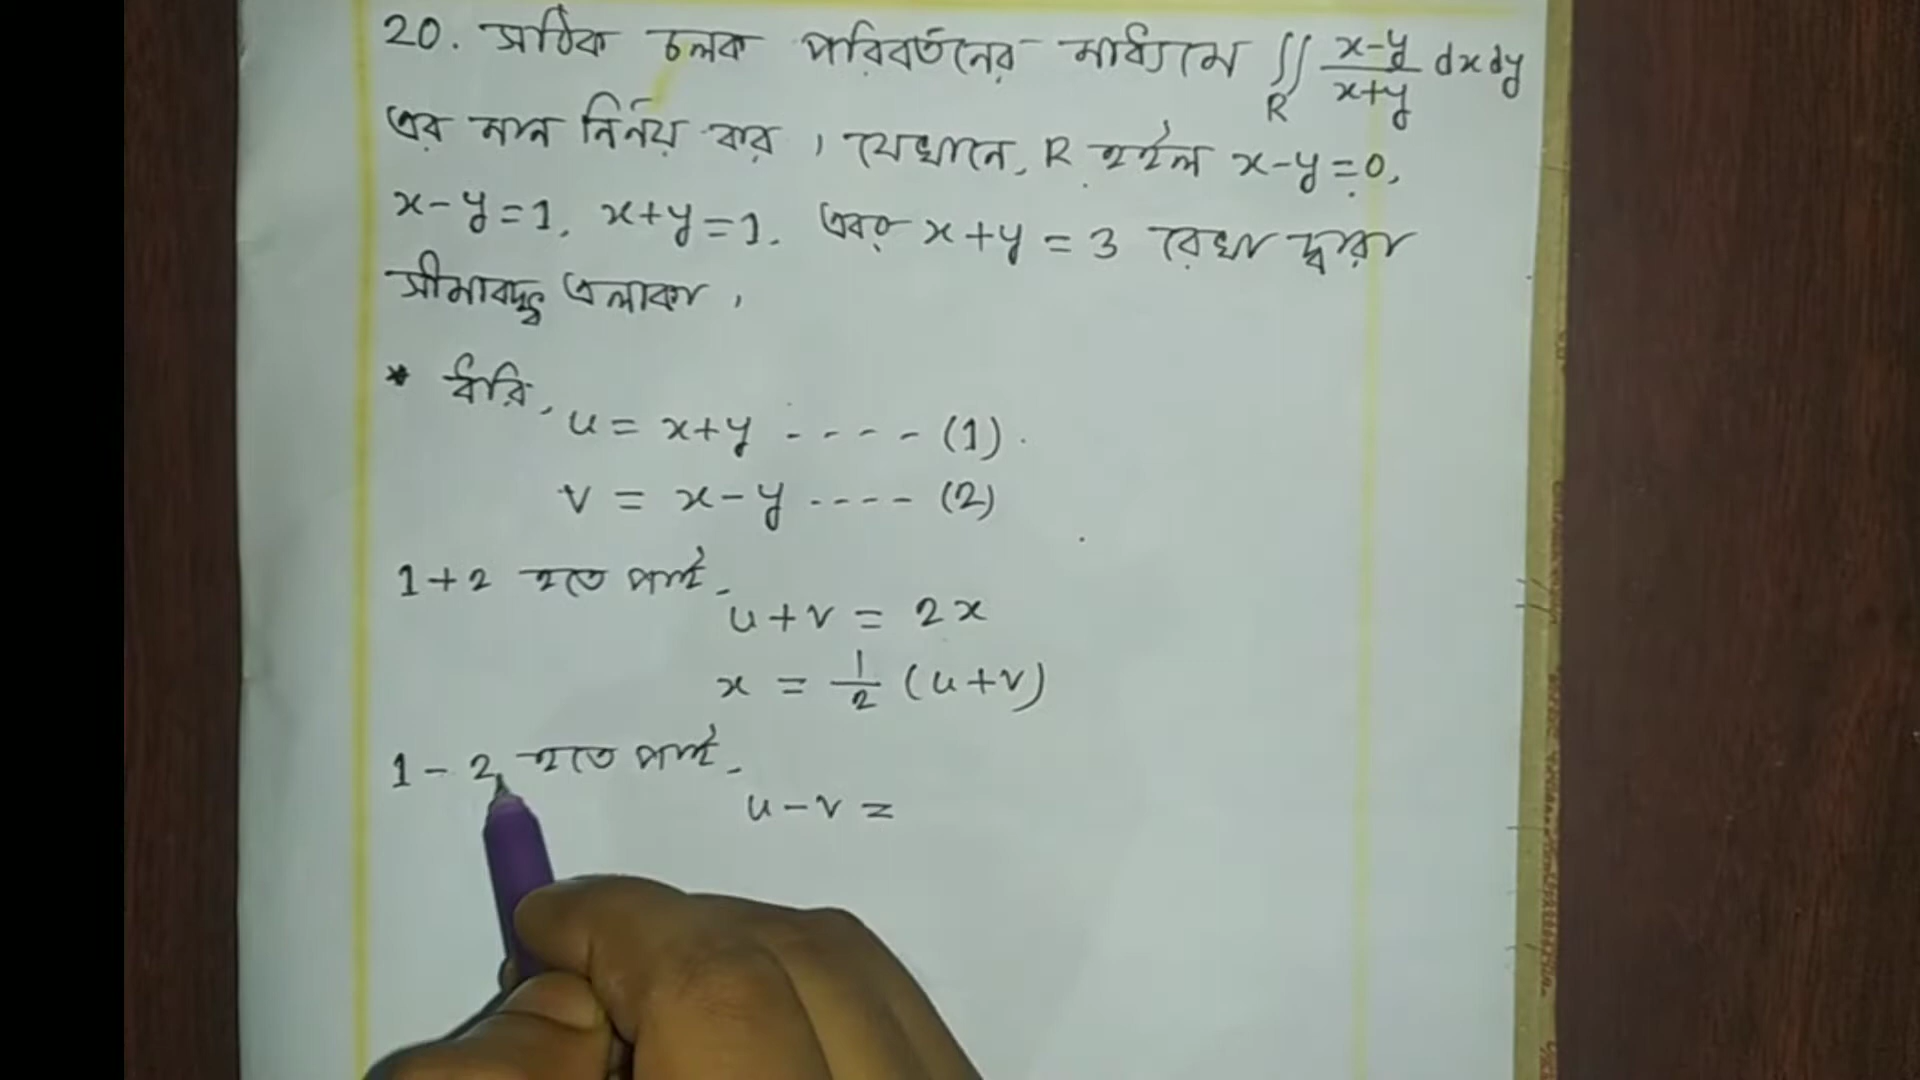 20. সঠিক চলক পরিবর্তনের মাধ্যমে ∬_R (x-y)/(x+y) dxdy
এর মান নির্নয় কর । যেখানে, R হইল x-y=0,
x-y=1, x+y=1, এবং x+y = 3 রেখা দ্বারা
সীমাবদ্ধ এলাকা ।
* ধরি,
u = x+y ---- (1)
v = x-y ---- (2)
1+2 হতে পাই,
u+v = 2x
x = 1/2 (u+v)
1-2 হতে পাই,
u-v =